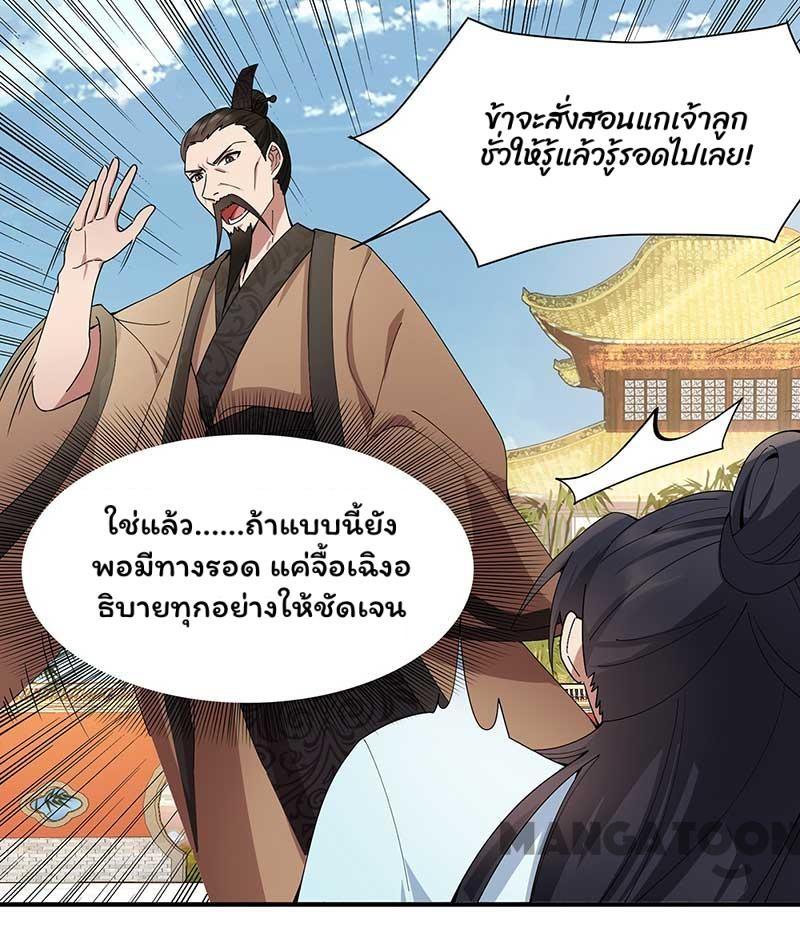 ข้าจะสั่งสอนแกเจ้าลูก
ชั่วให้รู้แล้วรู้รอดไปเลย!
ใช่แล้ว......ถ้าแบบนี้ยัง
พอมีทางรอด แค่จื้อเฉิงอ
ธิบายทุกอย่างให้ชัดเจน
MANGATOON